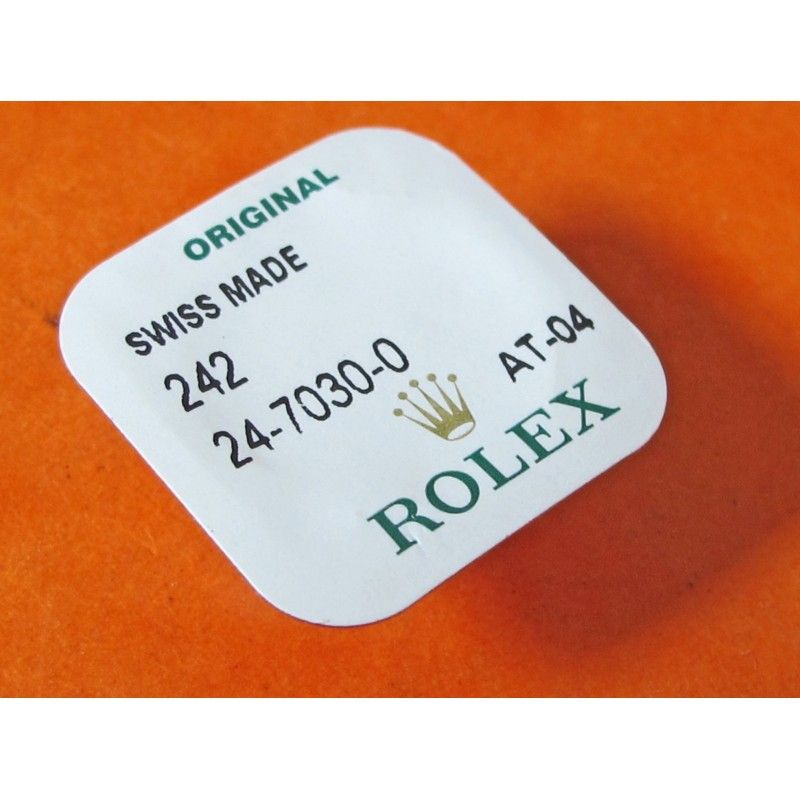 ORIGINAL
SWISS MADE
242
24-7030-0
AT-04
ROLEX